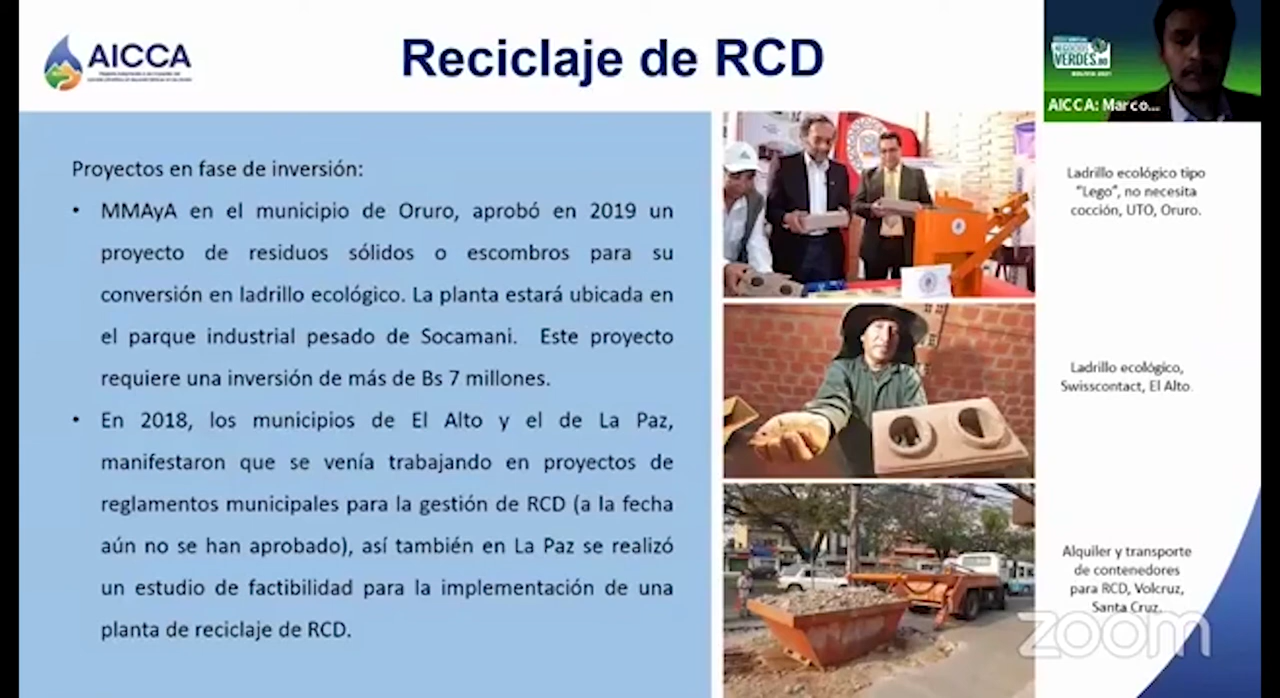 AICCA
Reciclaje de RCD
NEGOCIOS
VERDES.BO
BOLIVIA 2021
AICCA: Marco...
Proyectos en fase de inversión:
• MMAyA en el municipio de Oruro, aprobó en 2019 un
proyecto de residuos sólidos o escombros para su
conversión en ladrillo ecológico. La planta estará ubicada en
el parque industrial pesado de Socamani. Este proyecto
requiere una inversión de más de Bs 7 millones.
• En 2018, los municipios de El Alto y el de La Paz,
manifestaron que se venía trabajando en proyectos de
reglamentos municipales para la gestión de RCD (a la fecha
aún no se han aprobado), así también en La Paz se realizó
un estudio de factibilidad para la implementación de una
planta de reciclaje de RCD.
Ladrillo ecológico tipo
“Lego”, no necesita
cocción, UTO, Oruro.
Ladrillo ecológico,
Swisscontact, El Alto.
Alquiler y transporte
de contenedores
para RCD, Volcruz,
Santa Cruz.
zoom